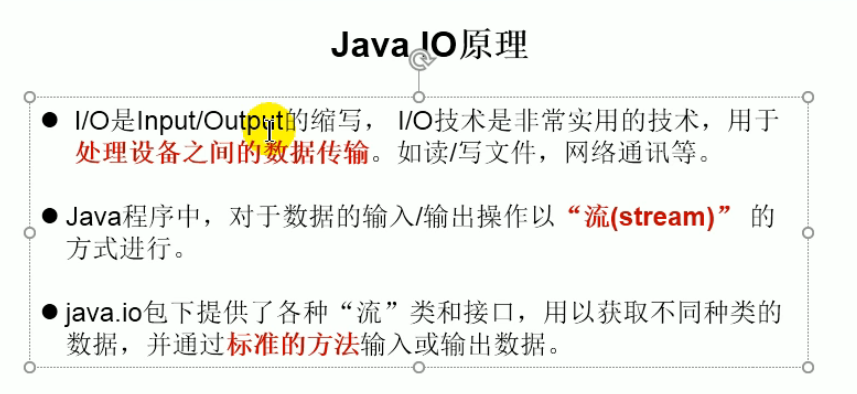 Java IO原理
● I/O是Input/Output的缩写， I/O技术是非常实用的技术，用于
处理设备之间的数据传输。如读/写文件，网络通讯等。
● Java程序中，对于数据的输入/输出操作以“流(stream)” 的
方式进行。
● java.io包下提供了各种“流”类和接口，用以获取不同种类的
数据，并通过标准的方法输入或输出数据。